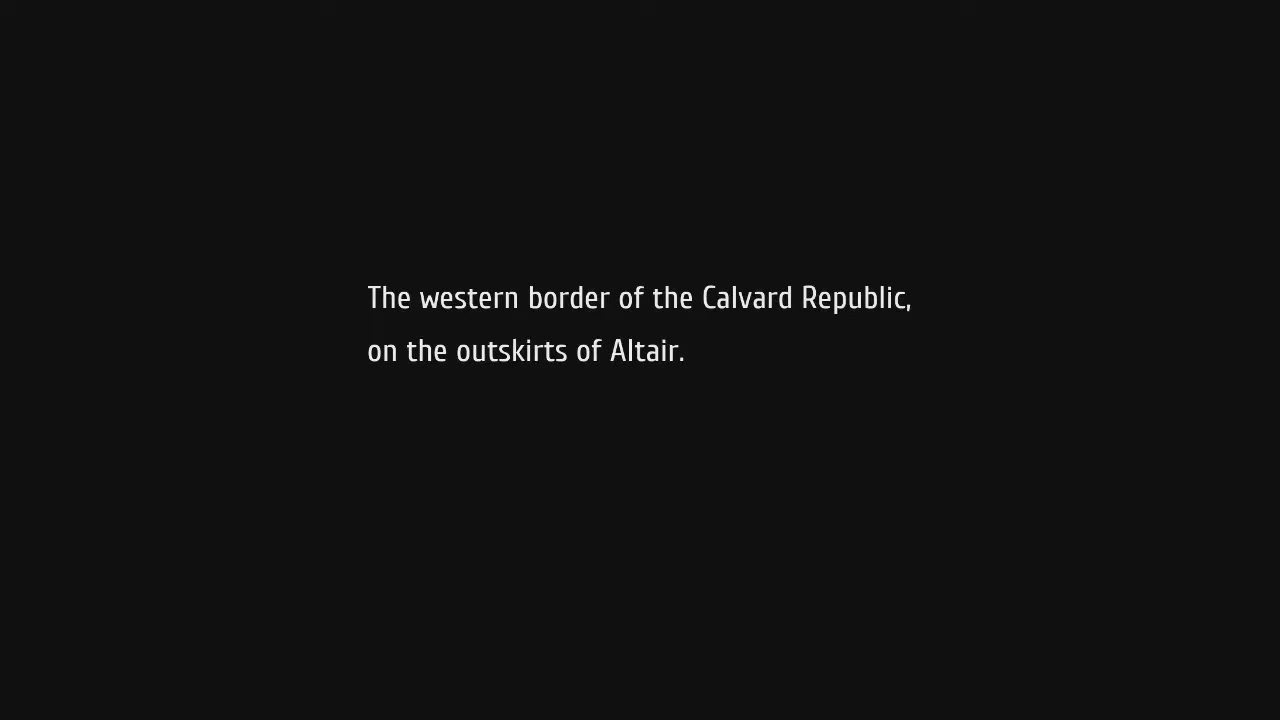 The western border of the Calvard Republic,
on the outskirts of Altair.